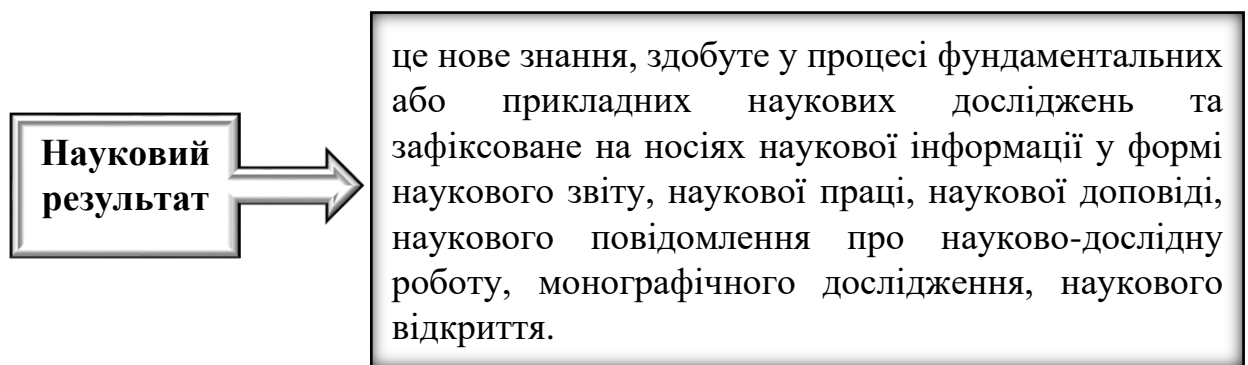 Науковий
результат
це нове знання, здобуте у процесі фундаментальних
або прикладних наукових досліджень та
зафіксоване на носіях наукової інформації у формі
наукового звіту, наукової праці, наукової доповіді,
наукового повідомлення про науково-дослідну
роботу, монографічного дослідження, наукового
відкриття.